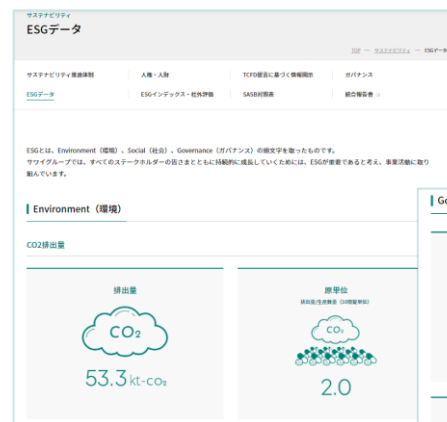 サステナビリティ
ESGデータ
TOP — サステナビリティ — ESGデータ
サステナビリティ推進体制
人権・人財
TCFD提言に基づく情報開示
ガバナンス
ESGデータ
ESGインデックス・社外評価
SASB対照表
統合報告書
ESGとは、Environment（環境）、Social（社会）、Governance（ガバナンス）の頭文字を取ったものです。
サワイグループでは、すべてのステークホルダーの皆さまとともに持続的に成長していくためには、ESGが重要であると考え、事業活動に取り
組んでいます。
Environment（環境）
Go
CO2排出量
排出量
CO₂
53.3 kt-co₂
原単位
排出量/生産数量
CO₂
2.0